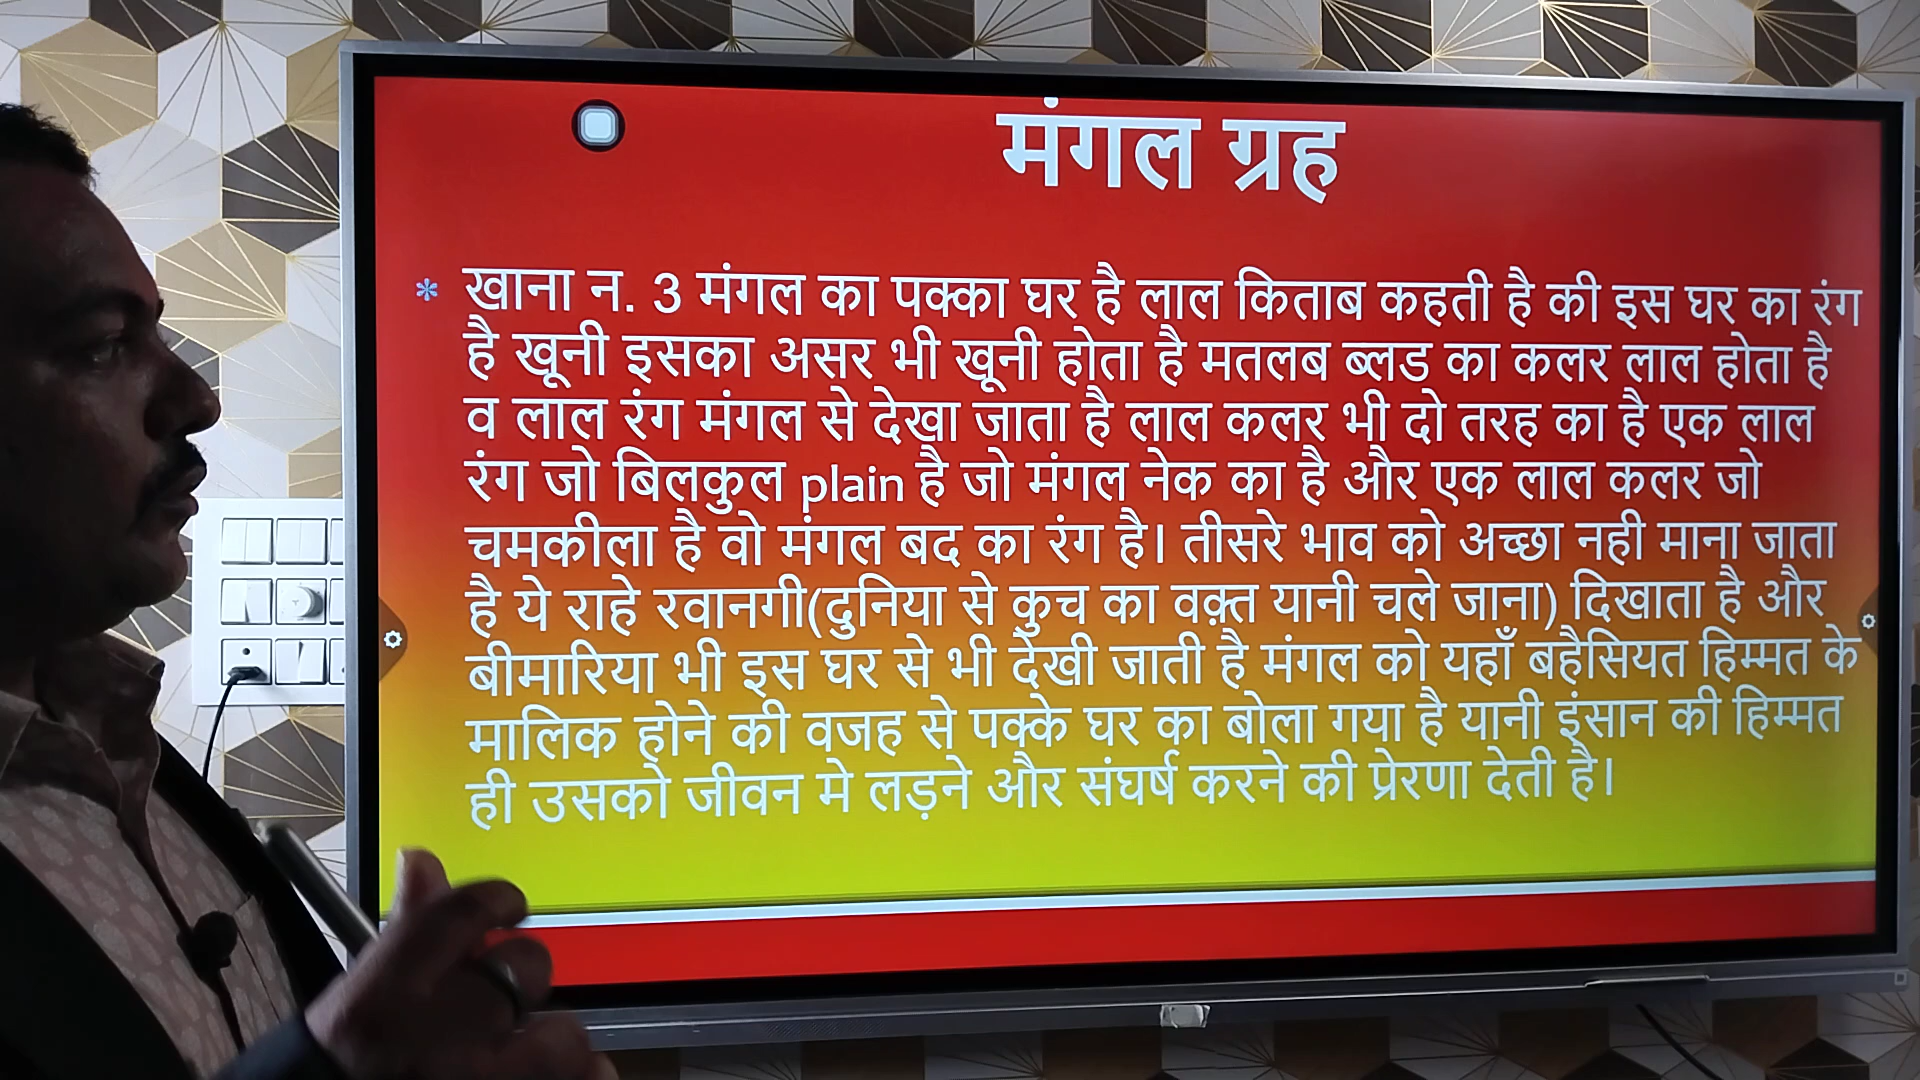 मंगल ग्रह
* खाना न. 3 मंगल का पक्का घर है लाल किताब कहती है की इस घर का रंग
है खूनी इसका असर भी खूनी होता है मतलब ब्लड का कलर लाल होता है
व लाल रंग मंगल से देखा जाता है लाल कलर भी दो तरह का है एक लाल
रंग जो बिलकुल plain है जो मंगल नेक का है और एक लाल कलर जो
चमकीला है वो मंगल बद का रंग है। तीसरे भाव को अच्छा नही माना जाता
है ये राहे रवानगी(दुनिया से कुच का वक़्त यानी चले जाना) दिखाता है और
बीमारिया भी इस घर से भी देखी जाती है मंगल को यहाँ बहैसियत हिम्मत के
मालिक होने की वजह से पक्के घर का बोला गया है यानी इंसान की हिम्मत
ही उसको जीवन मे लड़ने और संघर्ष करने की प्रेरणा देती है।